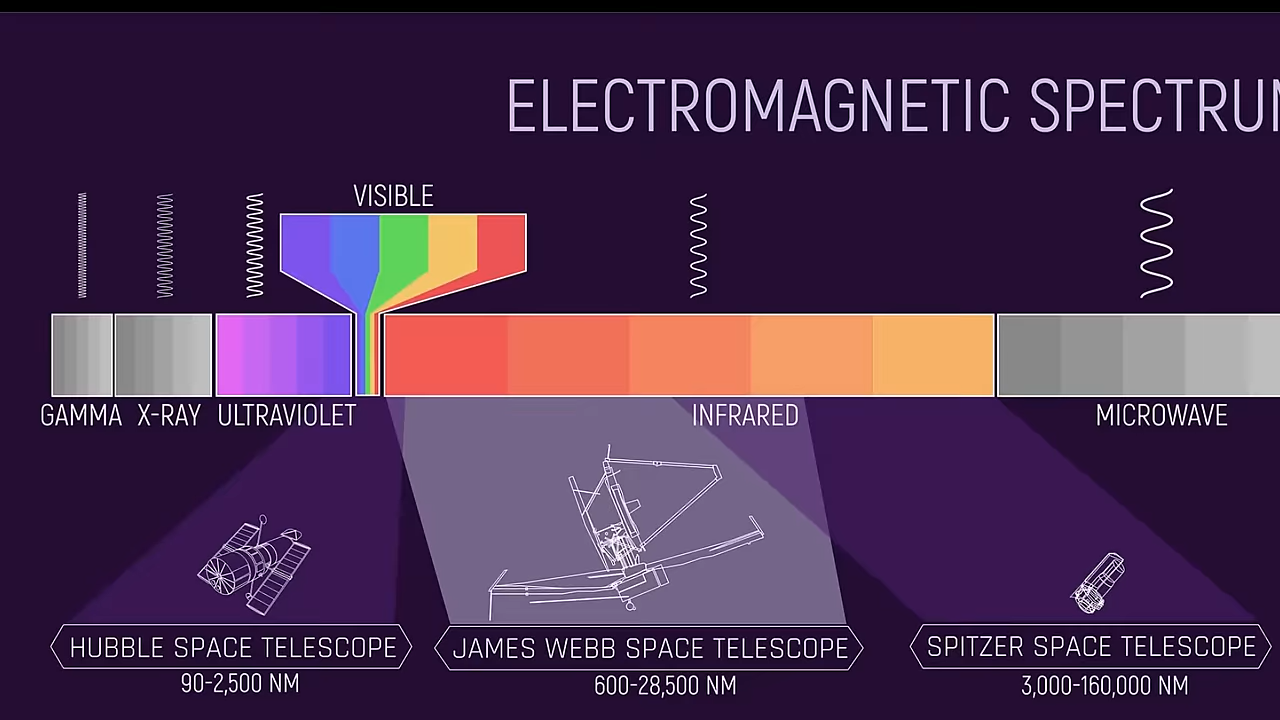 ELECTROMAGNETIC SPECTRUM
VISIBLE
GAMMA X-RAY ULTRAVIOLET INFRARED MICROWAVE
HUBBLE SPACE TELESCOPE
90-2,500 NM
JAMES WEBB SPACE TELESCOPE
600-28,500 NM
SPITZER SPACE TELESCOPE
3,000-160,000 NM